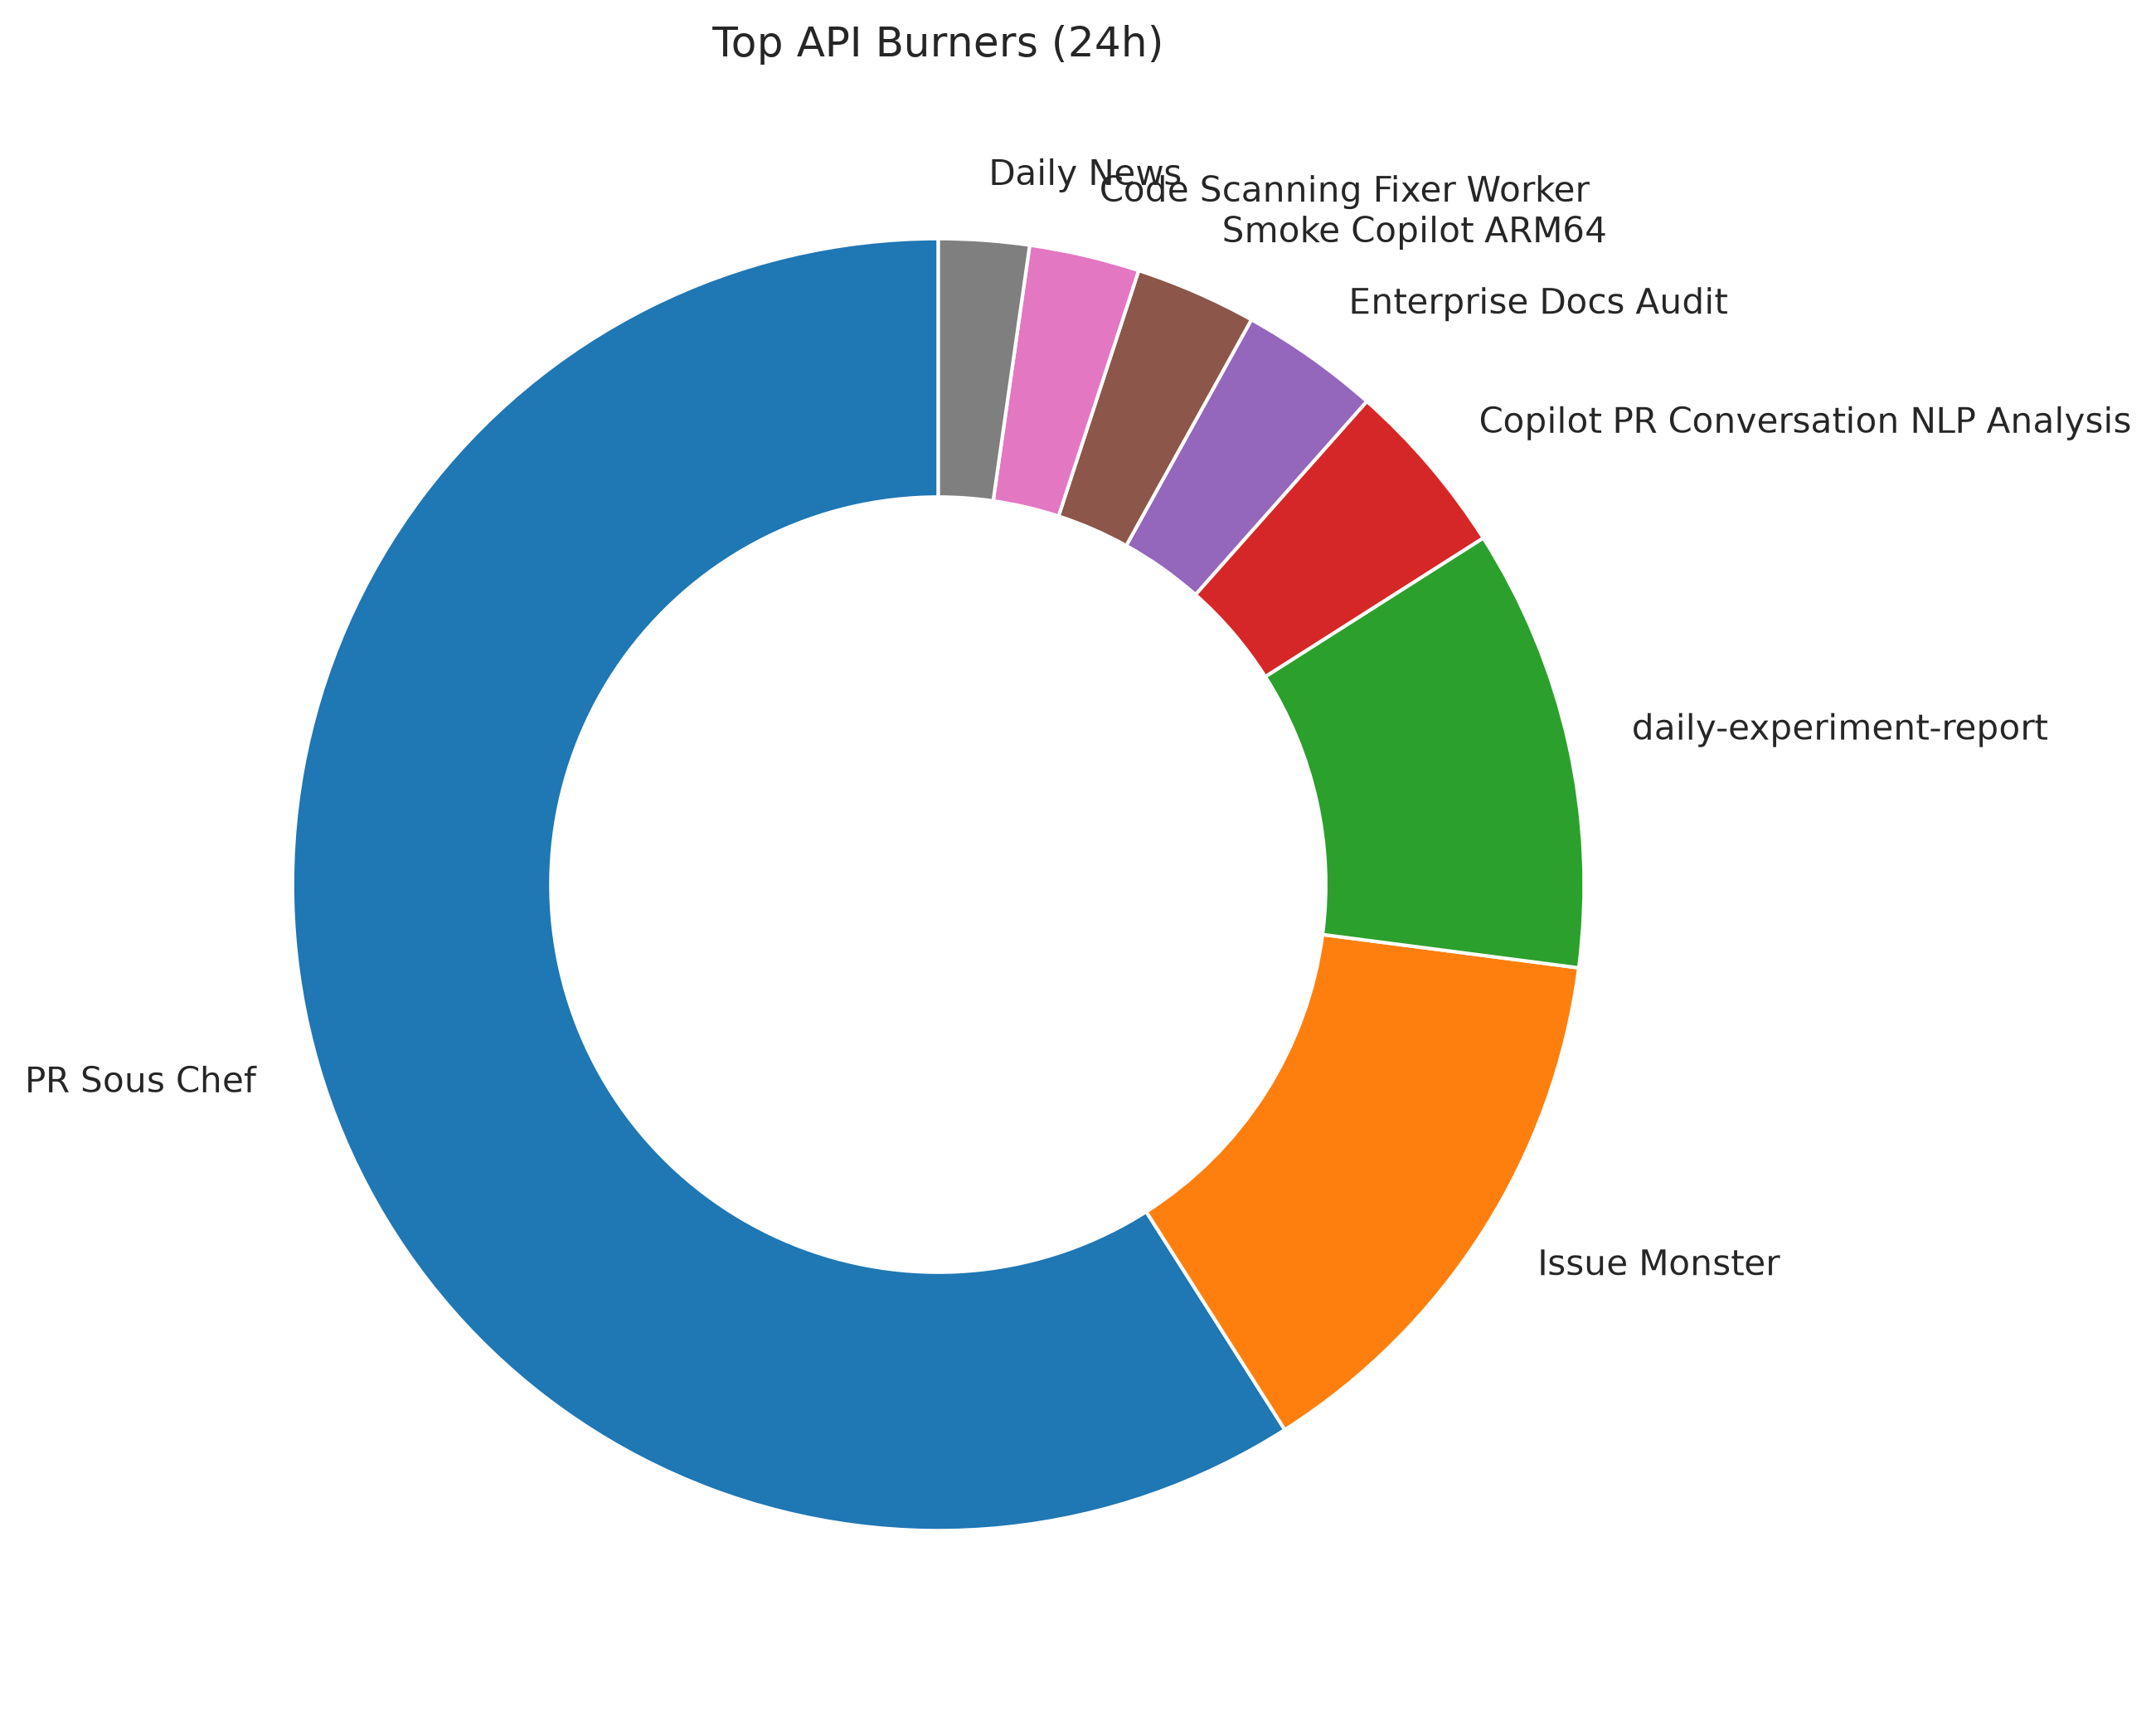 Top API Burners (24h)
Daily News
Code Scanning Fixer Worker
Smoke Copilot ARM64
Enterprise Docs Audit
Copilot PR Conversation NLP Analysis
daily-experiment-report
PR Sous Chef
Issue Monster